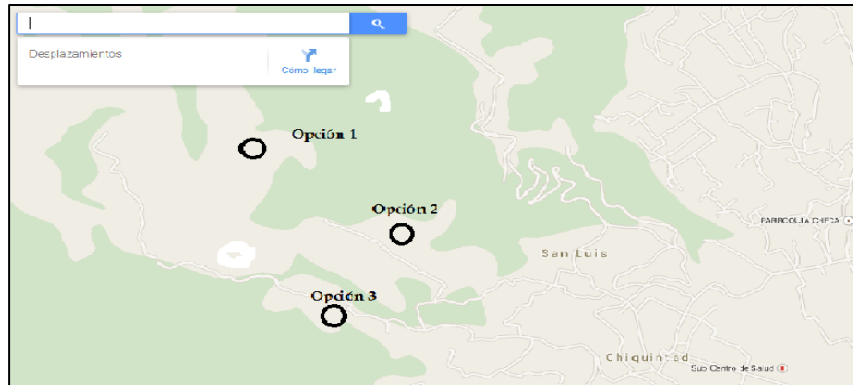 Desplazamientos
Cómo llegar
Opción 1
Opción 2
PARROQUIA CHECA
San Luis
Opción 3
Chiquintad
Sub Centro de Salud